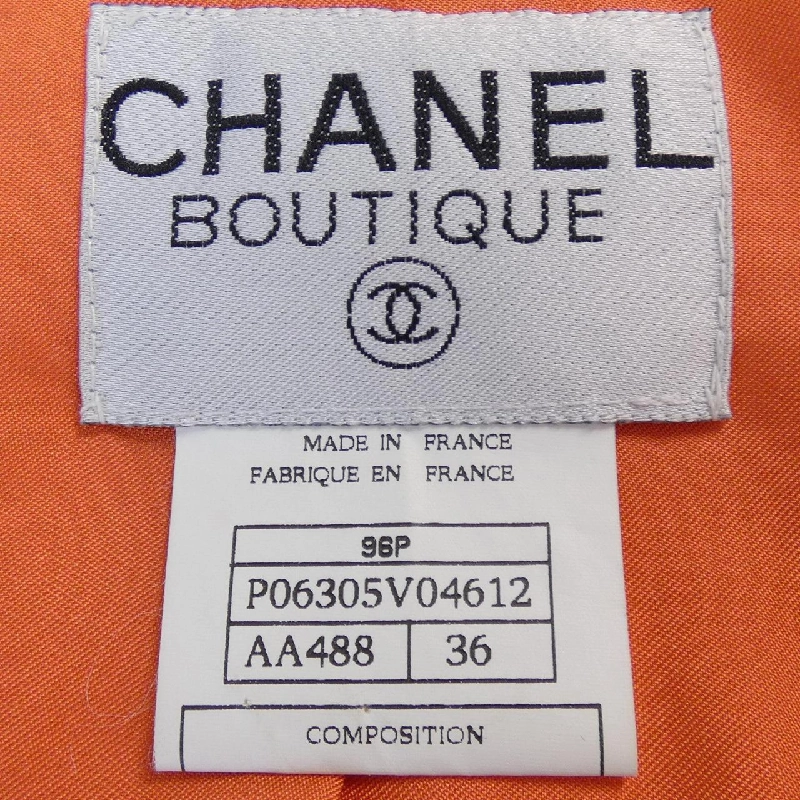 CHANEL
BOUTIQUE
MADE IN FRANCE
FABRIQUE EN FRANCE
96P
P06305V04612
AA488 36
COMPOSITION